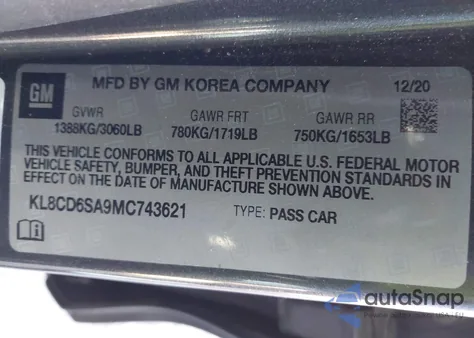 GM
MFD BY GM KOREA COMPANY 12/20
GVWR GAWR FRT GAWR RR
1388KG/3060LB 780KG/1719LB 750KG/1653LB
THIS VEHICLE CONFORMS TO ALL APPLICABLE U.S. FEDERAL MOTOR
VEHICLE SAFETY, BUMPER, AND THEFT PREVENTION STANDARDS IN
EFFECT ON THE DATE OF MANUFACTURE SHOWN ABOVE.
KL8CD6SA9MC743621 TYPE: PASS CAR
autoSnap